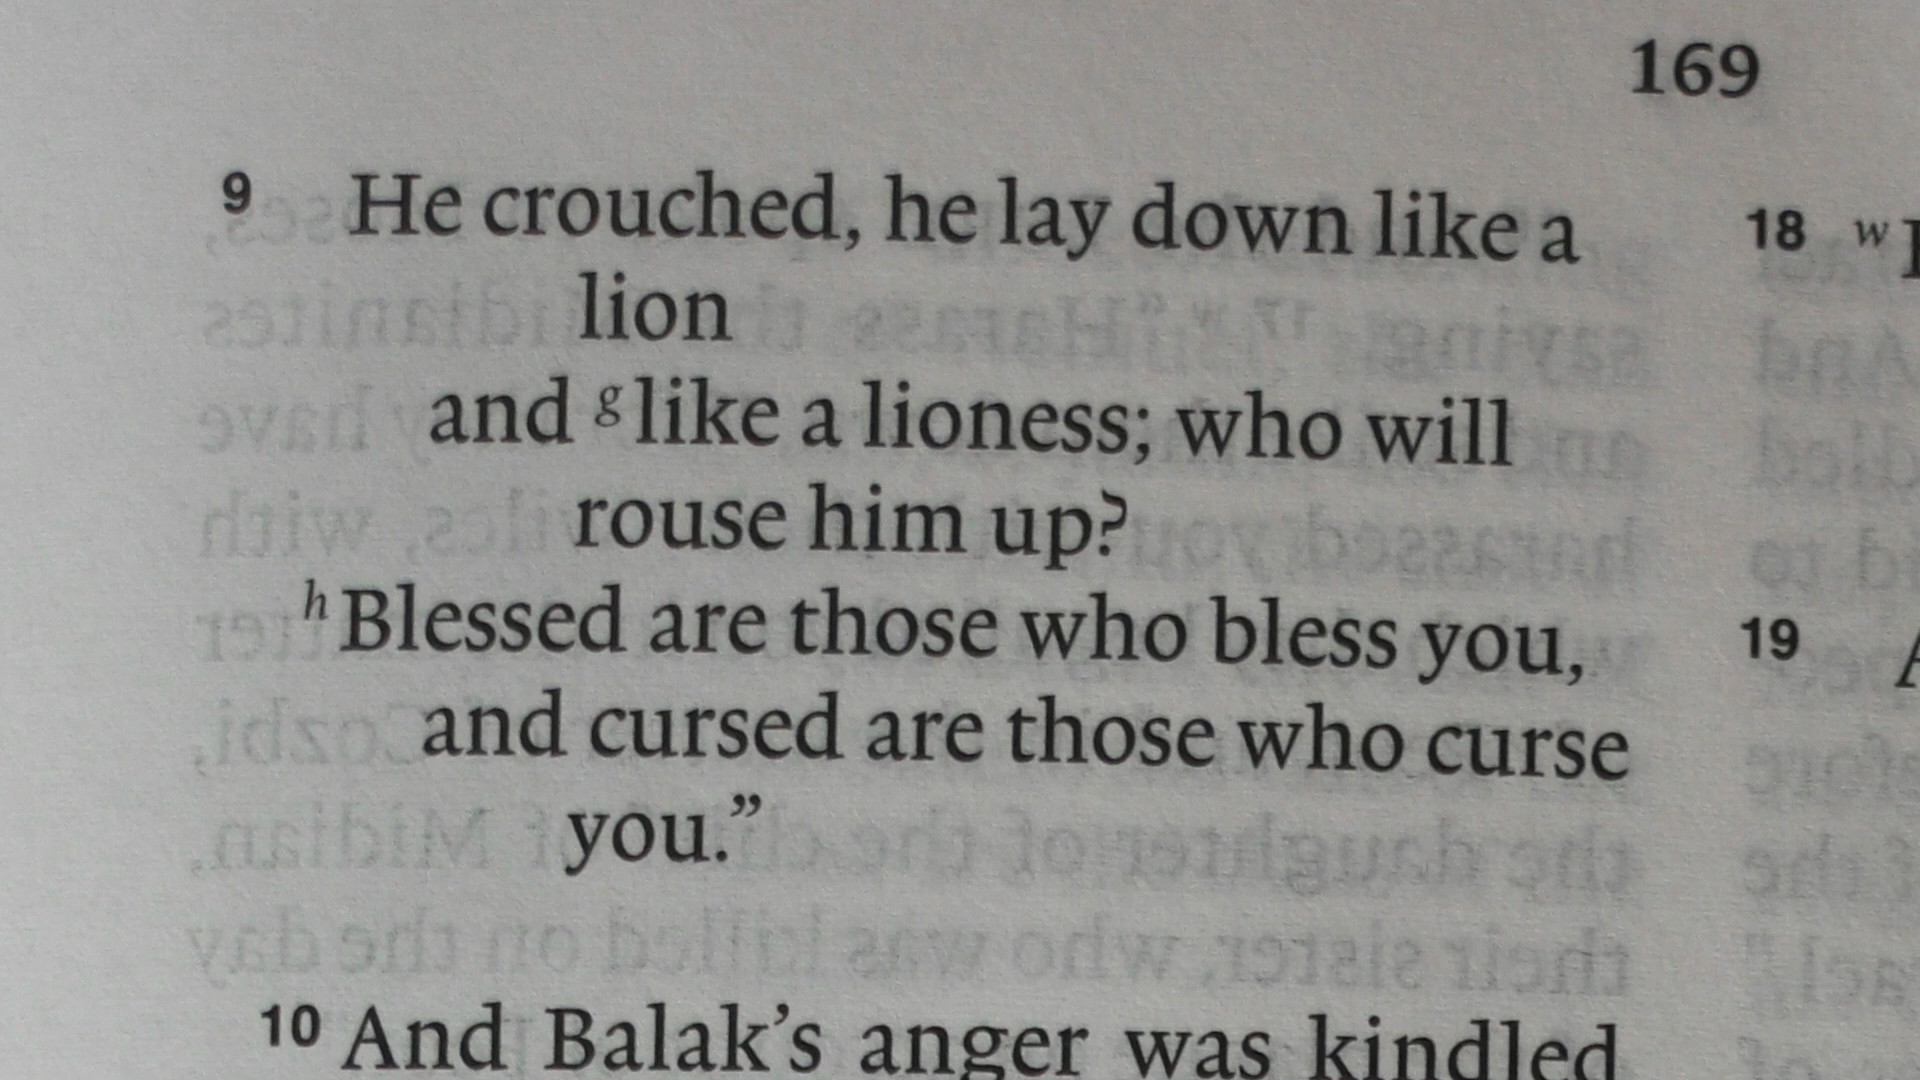 169
9 He crouched, he lay down like a
lion
and g like a lioness; who will
rouse him up?
h Blessed are those who bless you,
and cursed are those who curse
you.”
10 And Balak’s anger was kindled
18 w
19